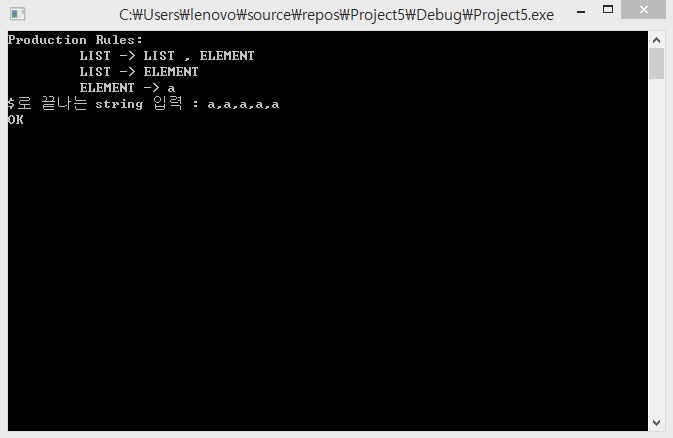 C:₩Users₩lenovo₩source₩repos₩Project5₩Debug₩Project5.exe
Production Rules:
LIST -> LIST , ELEMENT
LIST -> ELEMENT
ELEMENT -> a
$로 끝나는 string 입력 : a,a,a,a,a
OK